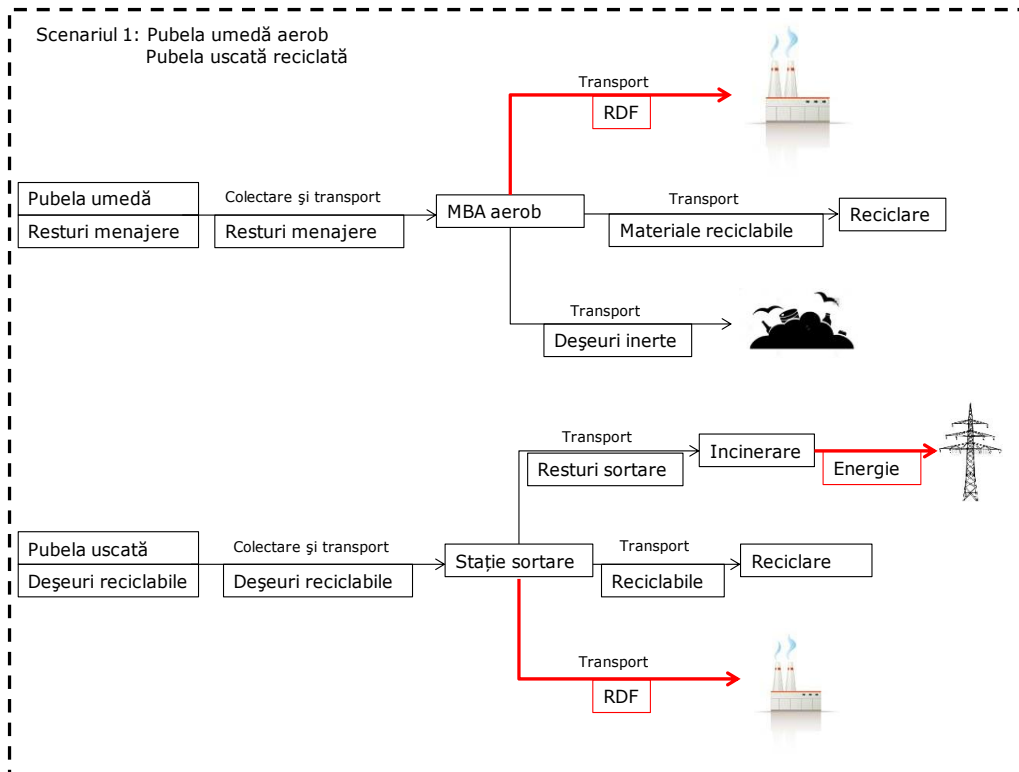 Scenariul 1: Pubela umedă aerob
Pubela uscată reciclată
Transport
RDF
Pubela umedă
Resturi menajere
Colectare şi transport
Resturi menajere
MBA aerob
Transport
Materiale reciclabile
Reciclare
Transport
Deşeuri inerte
Transport
Resturi sortare
Incinerare
Energie
Pubela uscată
Deşeuri reciclabile
Colectare şi transport
Deşeuri reciclabile
Stație sortare
Transport
Reciclabile
Reciclare
Transport
RDF